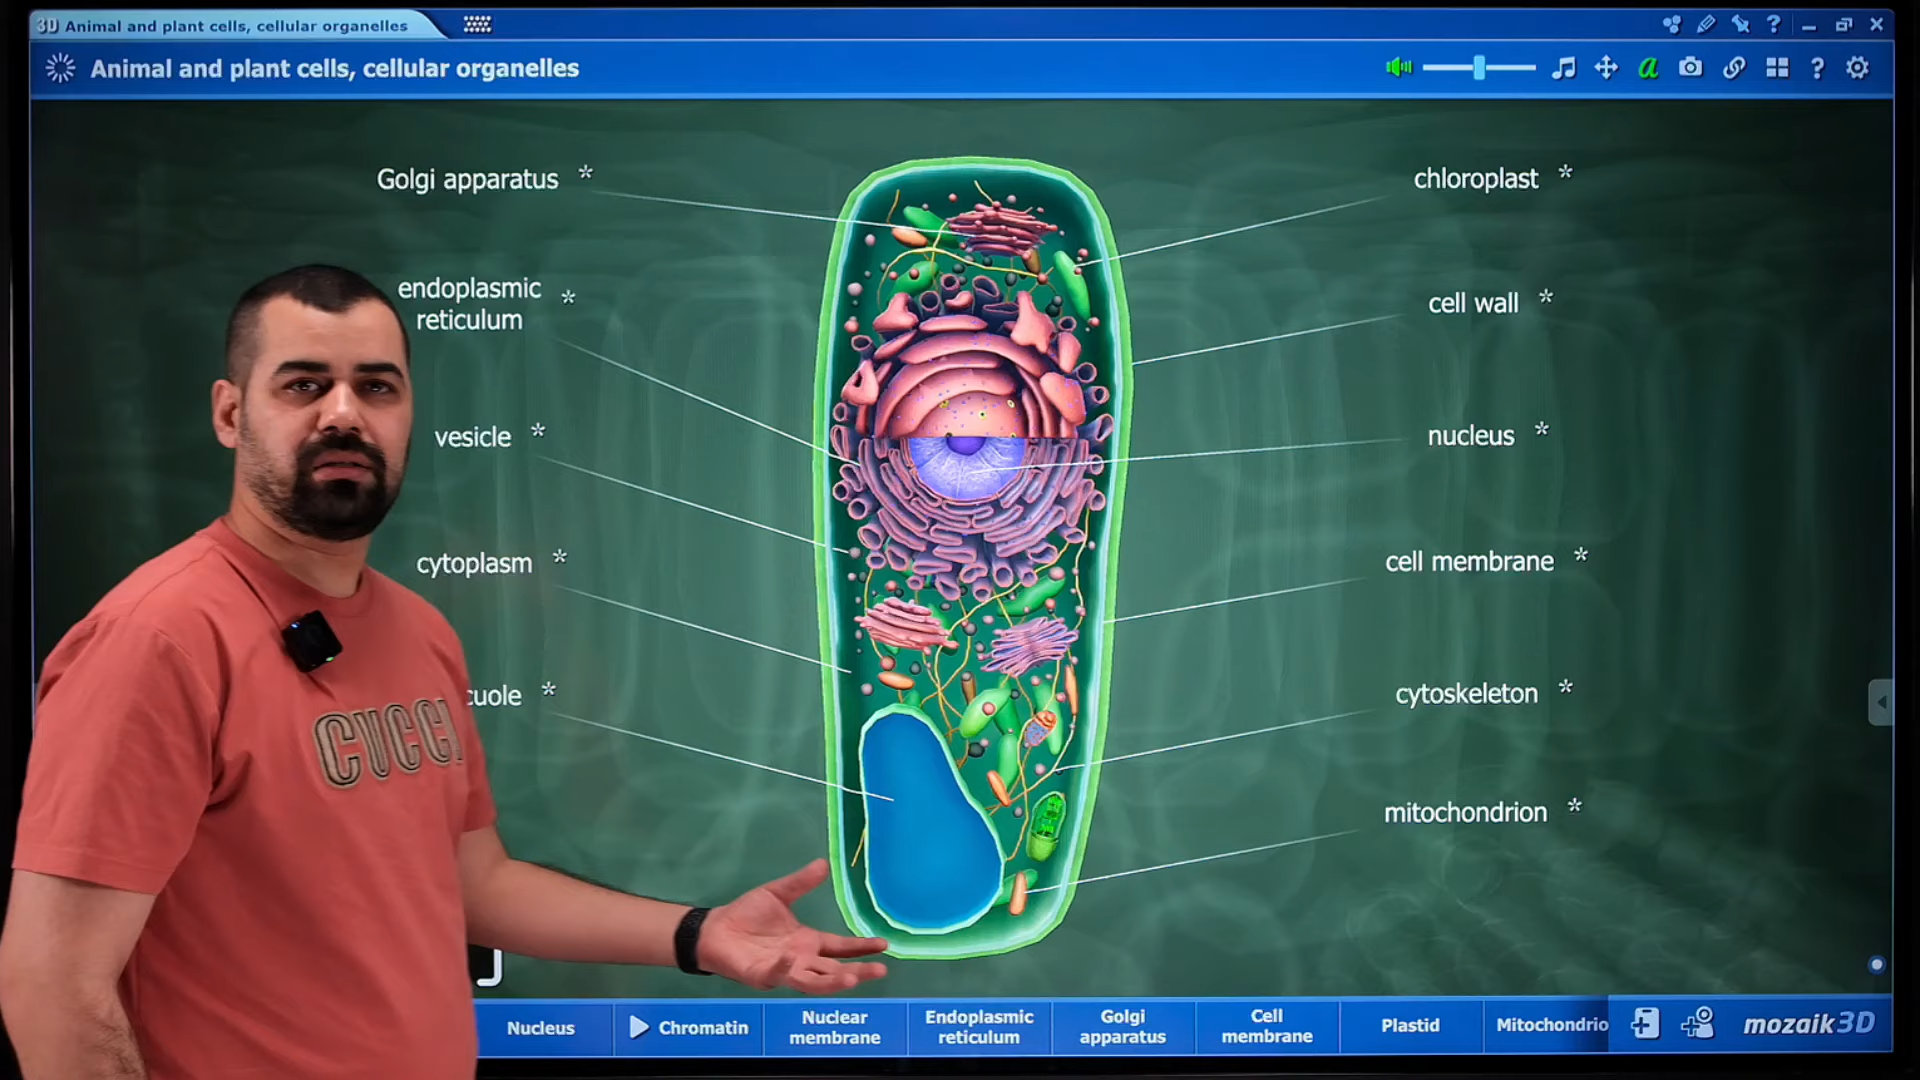 3D Animal and plant cells, cellular organelles
Animal and plant cells, cellular organelles
Golgi apparatus *
endoplasmic *
reticulum
vesicle *
cytoplasm *
cuole *
chloroplast *
cell wall *
nucleus *
cell membrane *
cytoskeleton *
mitochondrion *
CUCCI
Nucleus
Chromatin
Nuclear
membrane
Endoplasmic
reticulum
Golgi
apparatus
Cell
membrane
Plastid
Mitochondrio
mozaik3D